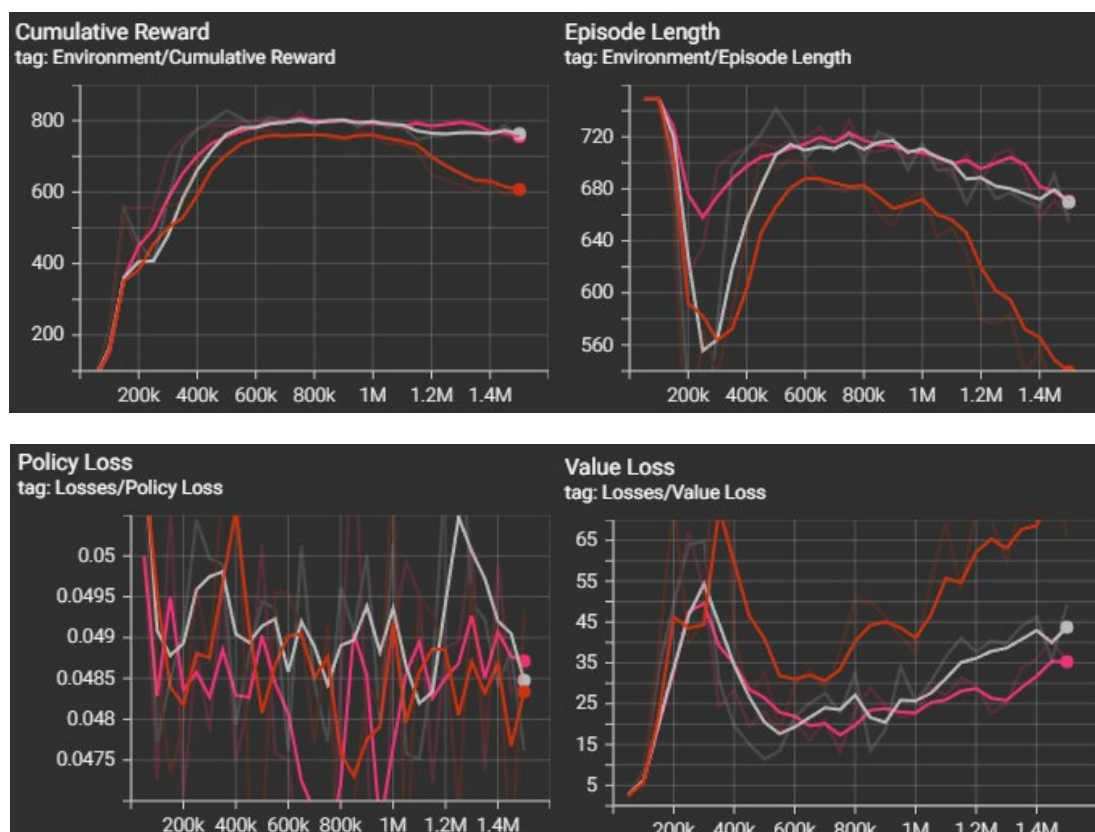 Cumulative Reward
tag: Environment/Cumulative Reward
800
600
400
200
200k 400k 600k 800k 1M 1.2M 1.4M
Episode Length
tag: Environment/Episode Length
720
680
640
600
560
200k 400k 600k 800k 1M 1.2M 1.4M
Policy Loss
tag: Losses/Policy Loss
0.05
0.0495
0.049
0.0485
0.048
0.0475
200k 400k 600k 800k 1M 1.2M 1.4M
Value Loss
tag: Losses/Value Loss
65
55
45
35
25
15
5
200k 400k 600k 800k 1M 1.2M 1.4M